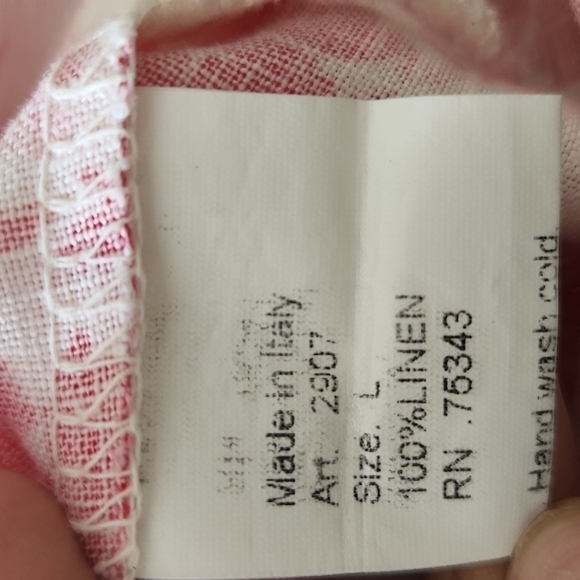 Made in Italy
Art. 2907
Size. L
100%LINEN
RN .75343
Hand wash cold